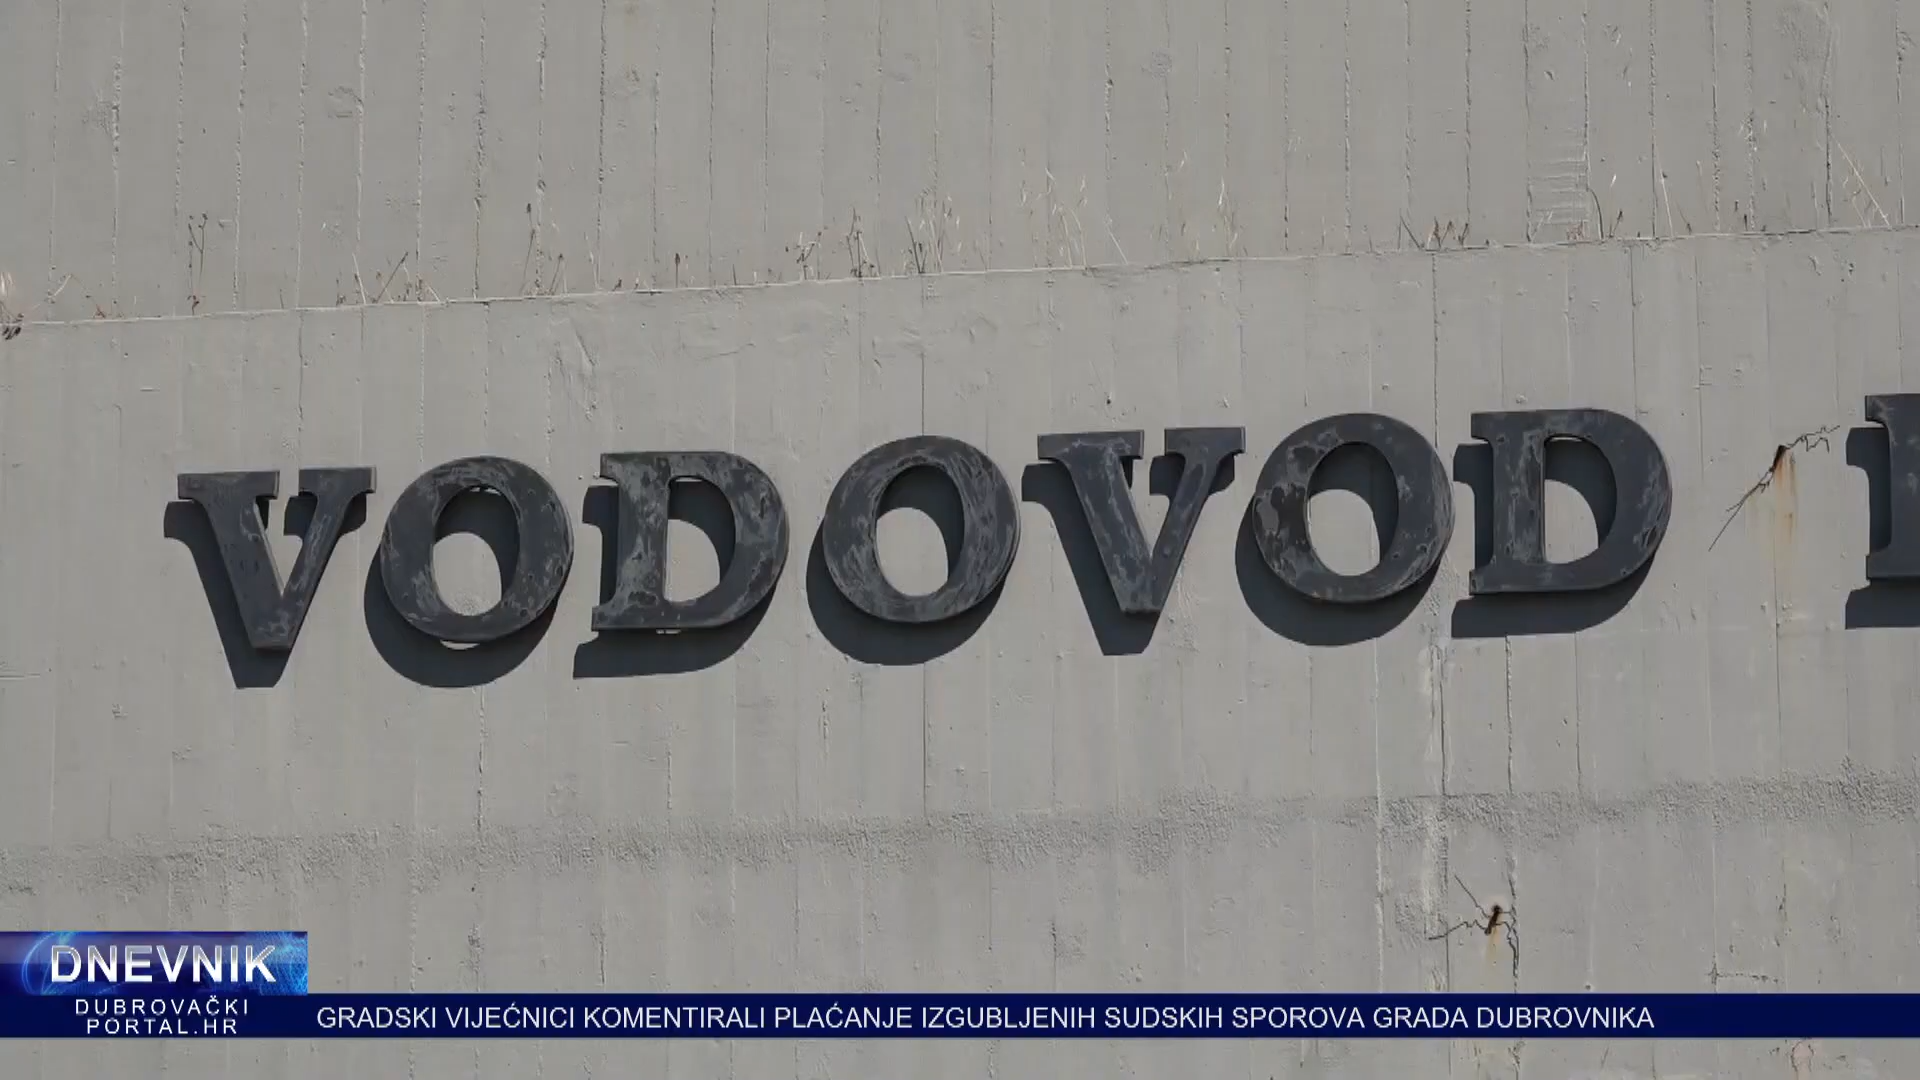 VODOVOD
DNEVNIK
DUBROVAČKI
PORTAL.HR
GRADSKI VIJEĆNICI KOMENTIRALI PLAĆANJE IZGUBLJENIH SUDSKIH SPOROVA GRADA DUBROVNIKA